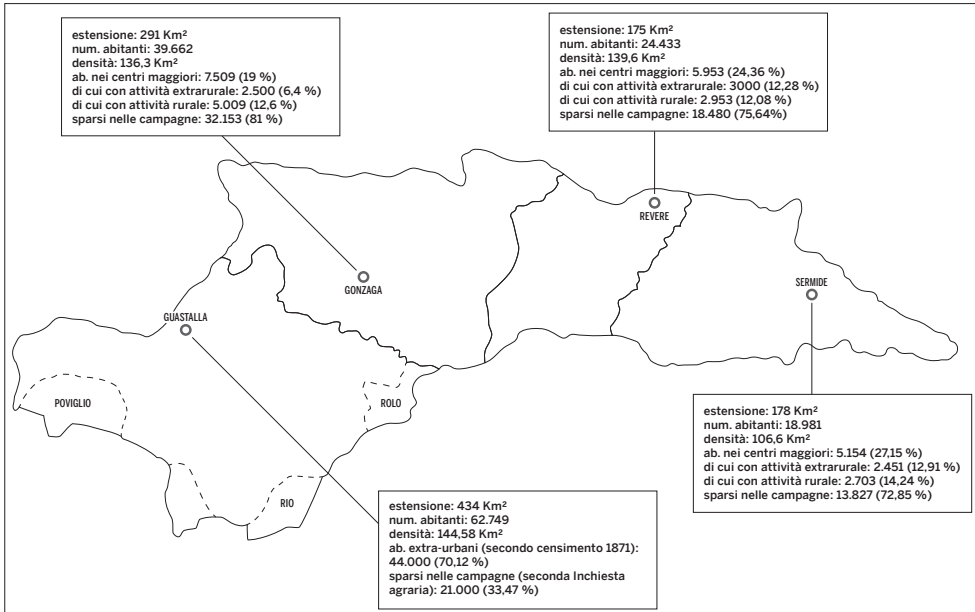 estensione: 291 Km²
num. abitanti: 39.662
densità: 136,3 Km²
ab. nei centri maggiori: 7.509 (19 %)
di cui con attività extrarurale: 2.500 (6,4 %)
di cui con attività rurale: 5.009 (12,6 %)
sparsi nelle campagne: 32.153 (81 %)
estensione: 175 Km²
num. abitanti: 24.433
densità: 139,6 Km²
ab. nei centri maggiori: 5.953 (24,36 %)
di cui con attività extrarurale: 3000 (12,28 %)
di cui con attività rurale: 2.953 (12,08 %)
sparsi nelle campagne: 18.480 (75,64%)
REVERE
GONZAGA
SERMIDE
GUASTALLA
POVIGLIO
ROLO
RIO
estensione: 178 Km²
num. abitanti: 18.981
densità: 106,6 Km²
ab. nei centri maggiori: 5.154 (27,15 %)
di cui con attività extrarurale: 2.451 (12,91 %)
di cui con attività rurale: 2.703 (14,24 %)
sparsi nelle campagne: 13.827 (72,85 %)
estensione: 434 Km²
num. abitanti: 62.749
densità: 144,58 Km²
ab. extra-urbani (secondo censimento 1871):
44.000 (70,12 %)
sparsi nelle campagne (seconda Inchiesta
agraria): 21.000 (33,47 %)